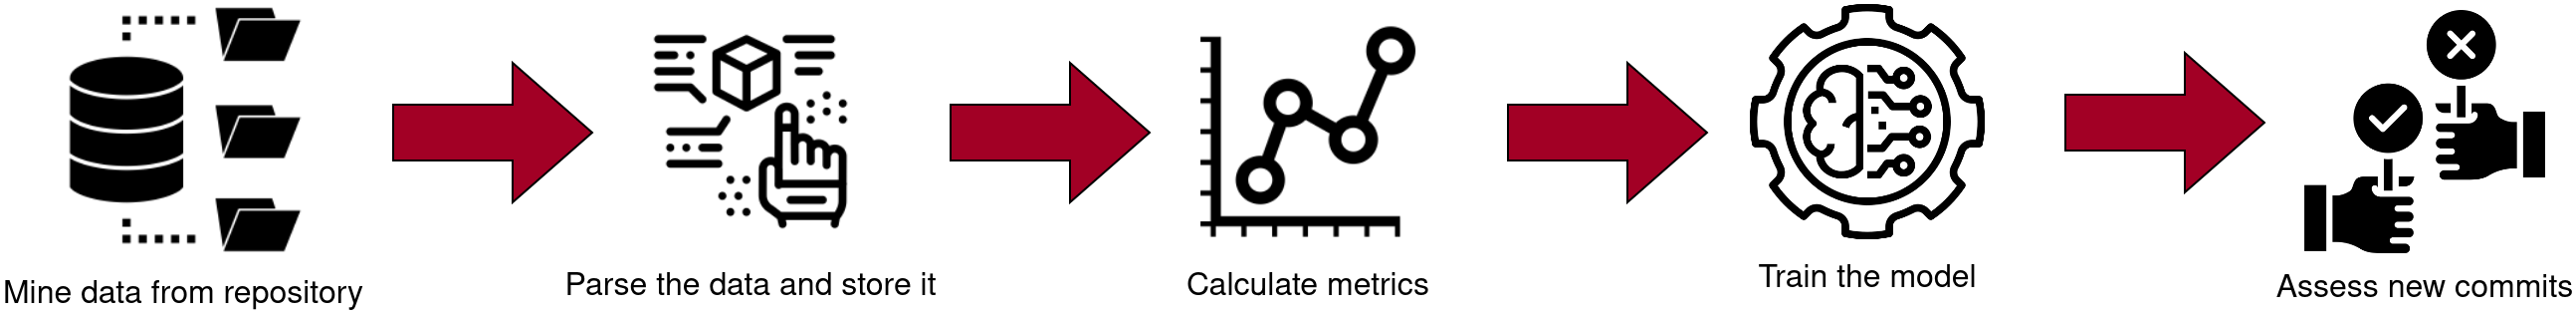 Mine data from repository
Parse the data and store it
Calculate metrics
Train the model
Assess new commits